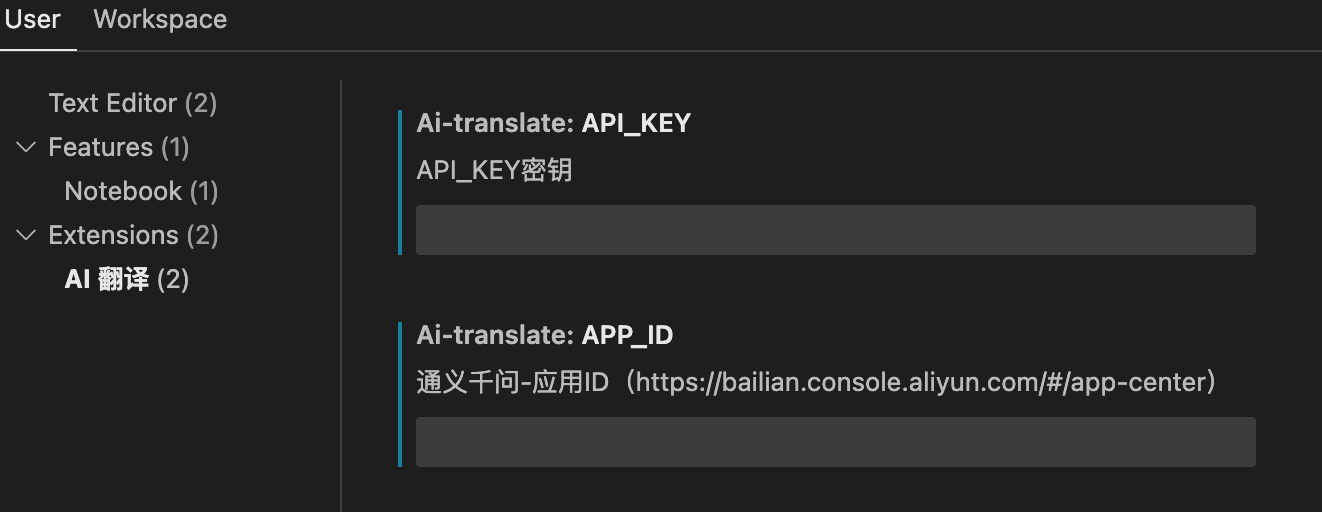 User Workspace
Text Editor (2)
Features (1)
Notebook (1)
Extensions (2)
AI 翻译 (2)
Ai-translate: API_KEY
API_KEY密钥
Ai-translate: APP_ID
通义千问-应用ID（https://bailian.console.aliyun.com/#/app-center）